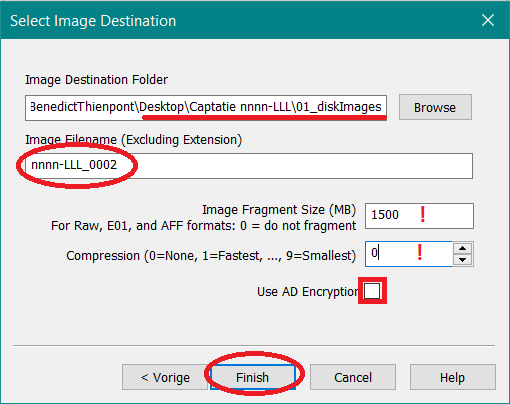 Select Image Destination
Image Destination Folder
BenedictThienpont\Desktop\Captatie nnnn-LLL\01_diskImages
Browse
Image Filename (Excluding Extension)
nnnn-LLL_0002
Image Fragment Size (MB)
1500 !
For Raw, E01, and AFF formats: 0 = do not fragment
Compression (0=None, 1=Fastest, ..., 9=Smallest)
0 !
Use AD Encryption
< Vorige
Finish
Cancel
Help